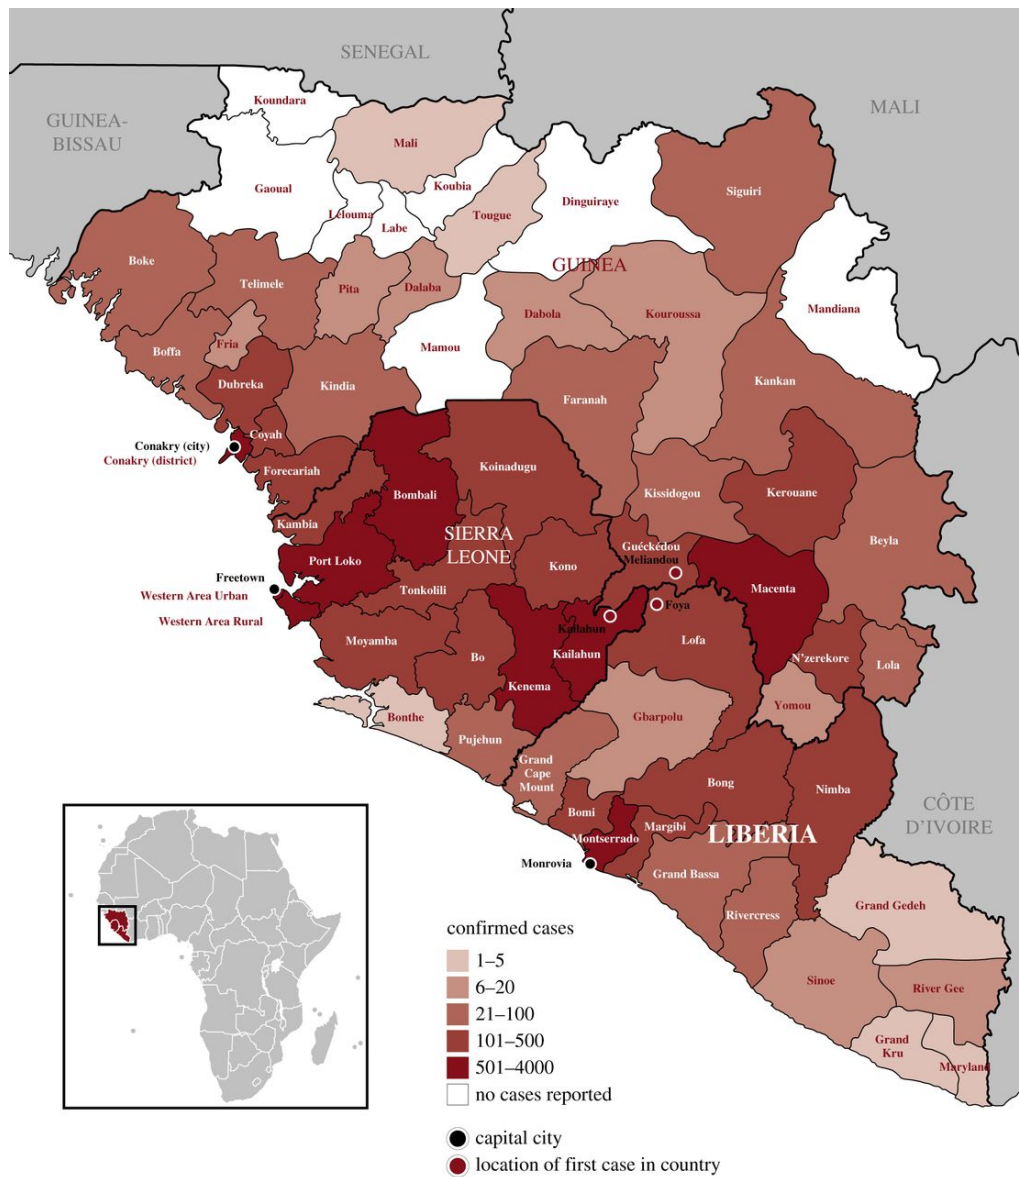 SENEGAL
GUINEA-
BISSAU
MALI
Koundara
Mali
Koubia
Gaoual
Lélouma
Labe
Tougue
Dinguiraye
Siguiri
GUINEA
Boke
Telimele
Pita
Dalaba
Dabola
Kouroussa
Mandiana
Fria
Boffa
Mamou
Dubreka
Kindia
Faranah
Kankan
Coyah
Conakry (city)
Conakry (district)
Forecariah
Koinadugu
Bombali
Kissidogou
Kerouane
Kambia
SIERRA
LEONE
Guéckédou
Meliandou
Beyla
Port Loko
Kono
Freetown
Western Area Urban
Tonkolili
Macenta
Foya
Western Area Rural
Kailahun
Moyamba
Lofa
Bo
Kailahun
N'zerekore
Lola
Kenema
Yomou
Bonthe
Gbarpolu
Pujehun
Grand
Cape
Mount
Bong
Nimba
Bomi
CÔTE
D'IVOIRE
Montserrado
Margibi
LIBERIA
Monrovia
Grand Bassa
Grand Gedeh
Rivercress
Sinoe
River Gee
Grand
Kru
Maryland
confirmed cases
1–5
6–20
21–100
101–500
501–4000
no cases reported
capital city
location of first case in country